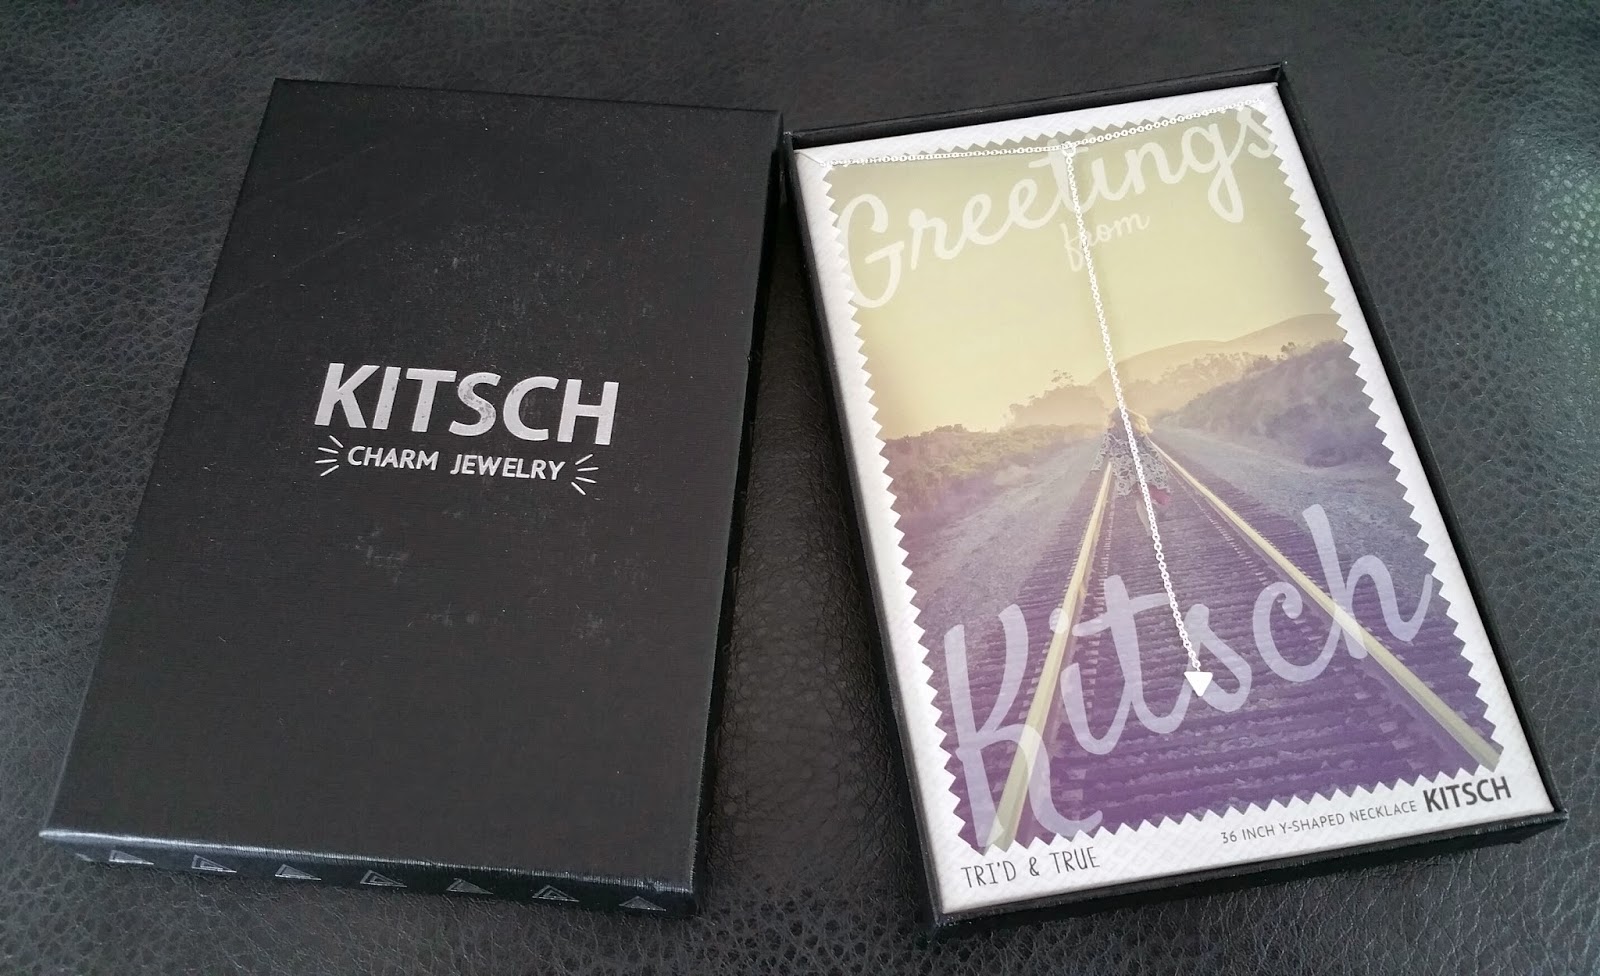 KITSCH
CHARM JEWELRY
Greetings
from
Kitsch
36 INCH Y-SHAPED NECKLACE KITSCH
TRI'D & TRUE